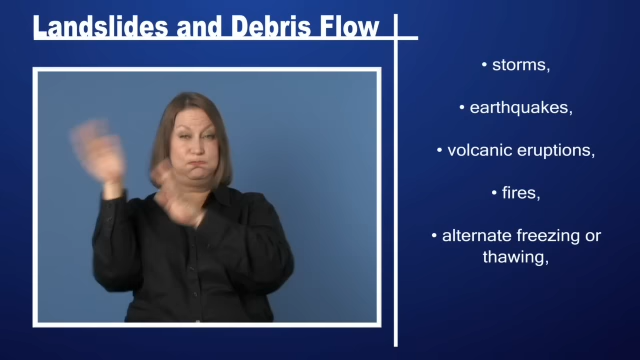 Landslides and Debris Flow
• storms,
• earthquakes,
• volcanic eruptions,
• fires,
• alternate freezing or
thawing,